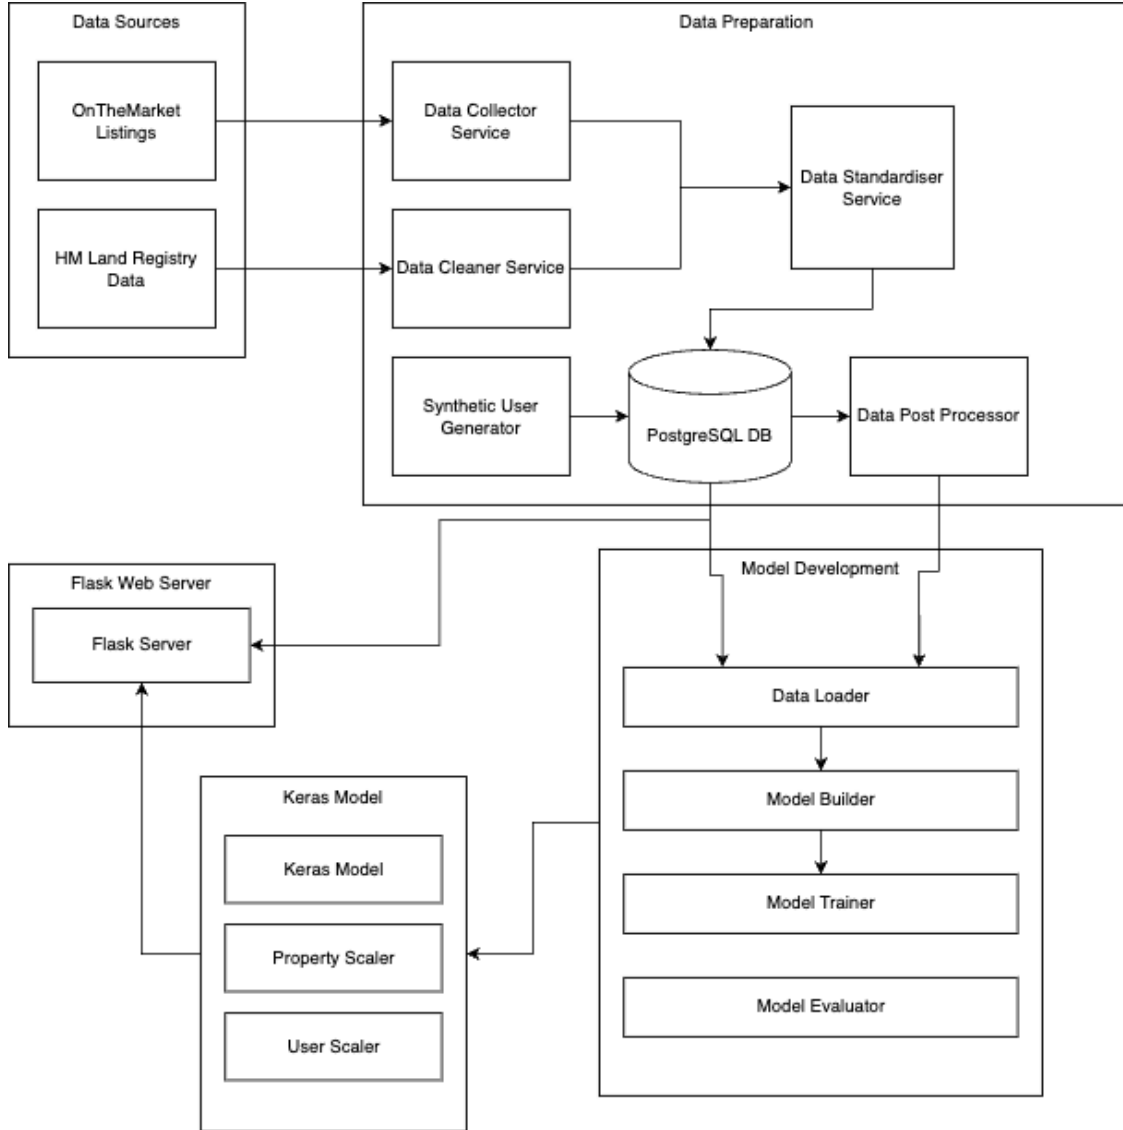 Data Sources
OnTheMarket
Listings
HM Land Registry
Data
Data Preparation
Data Collector
Service
Data Cleaner Service
Data Standardiser
Service
Synthetic User
Generator
PostgreSQL DB
Data Post Processor
Flask Web Server
Flask Server
Model Development
Data Loader
Model Builder
Model Trainer
Model Evaluator
Keras Model
Keras Model
Property Scaler
User Scaler